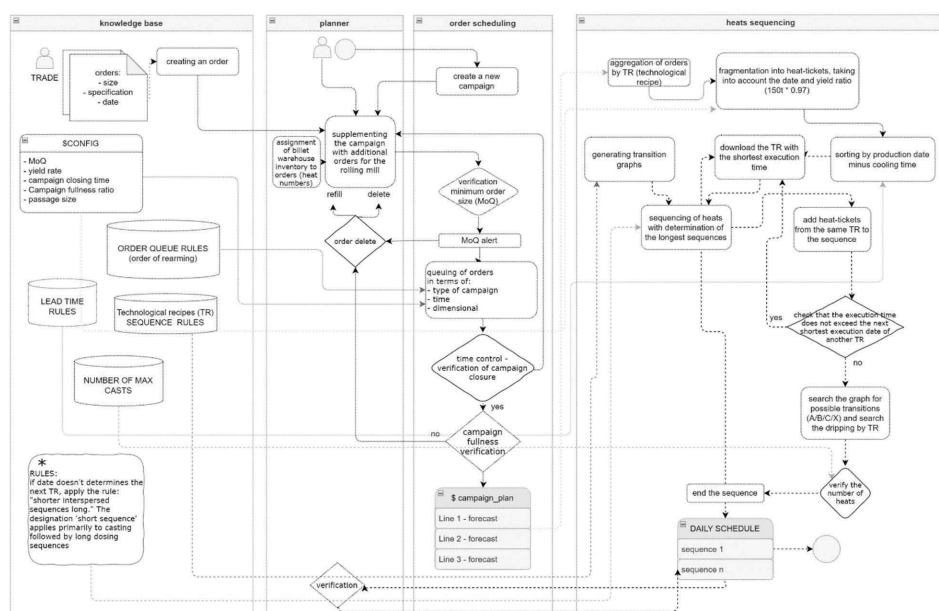 knowledge base
planner
order scheduling
heats sequencing
TRADE
orders:
- size
- specification
- date
creating an order
create a new
campaign
aggregation of orders
by TR (technological
recipe)
fragmentation into heat-tickets, taking
into account the date and yield ratio
(150t * 0.97)
$CONFIG
- MoQ
- yield rate
- campaign closing time
- Campaign fullness ratio
- passage size
assignment
of billet
warehouse
inventory to
orders (heat
numbers)
supplementing
the campaign
with additional
orders for the
rolling mill
refill
delete
verification
minimum order
size (MoQ)
generating transition
graphs
download the TR with
the shortest execution
time
sorting by production date
minus cooling time
sequencing of heats
with determination of
the longest sequences
add heat-tickets
from the same TR to
the sequence
ORDER QUEUE RULES
(order of rearming)
order delete
MoQ alert
queuing of orders
in terms of:
- type of campaign
- time
- dimensional
LEAD TIME
RULES
Technological recipes (TR)
SEQUENCE RULES
yes
check that the execution time
does not exceed the next
shortest execution date of
another TR
no
NUMBER OF MAX
CASTS
time control -
verification of campaign
closure
yes
no
campaign
fullness
verification
search the graph for
possible transitions
(A/B/C/X) and search
the dripping by TR
*
RULES:
if date doesn't determines the
next TR, apply the rule:
"shorter interspersed
sequences long." The
designation 'short sequence'
applies primarily to casting
followed by long dosing
sequences
$ campaign_plan
Line 1 - forecast
Line 2 - forecast
Line 3 - forecast
end the sequence
verify the
number of
heats
DAILY SCHEDULE
sequence 1
sequence n
verification